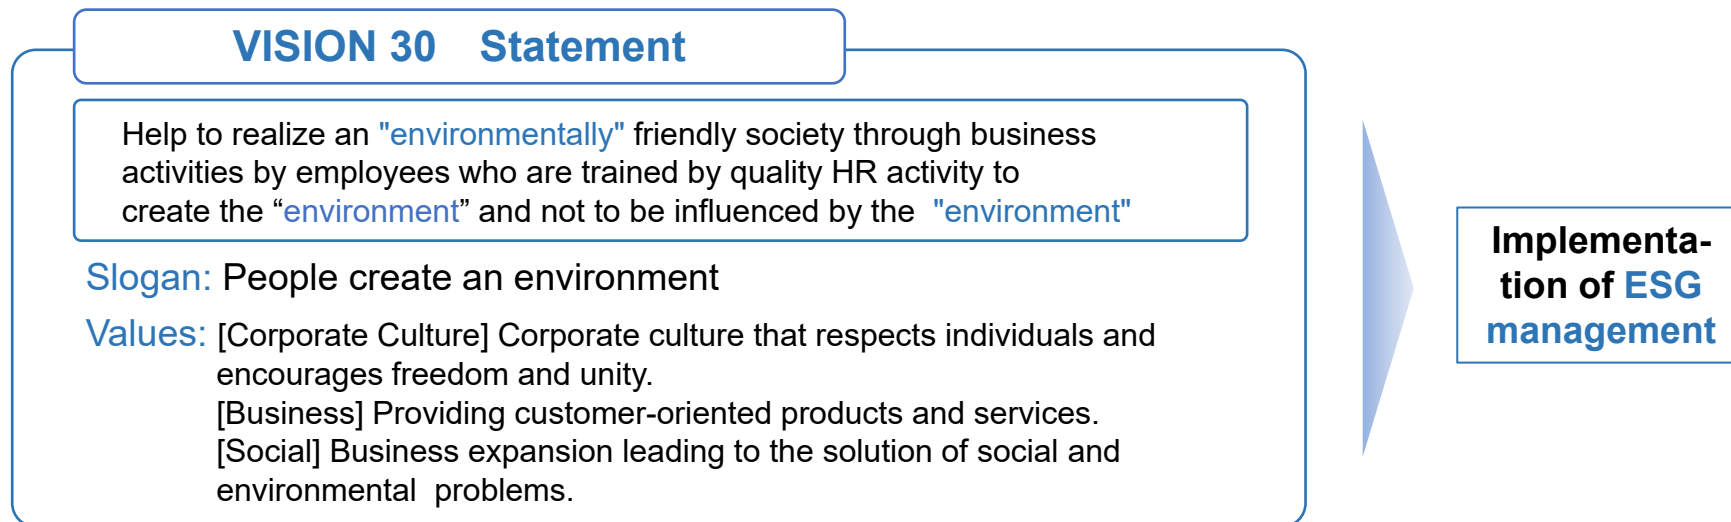 VISION 30 Statement
Help to realize an "environmentally" friendly society through business
activities by employees who are trained by quality HR activity to
create the “environment” and not to be influenced by the "environment"
Slogan: People create an environment
Values: [Corporate Culture] Corporate culture that respects individuals and
encourages freedom and unity.
[Business] Providing customer-oriented products and services.
[Social] Business expansion leading to the solution of social and
environmental problems.
Implementa-
tion of ESG
management